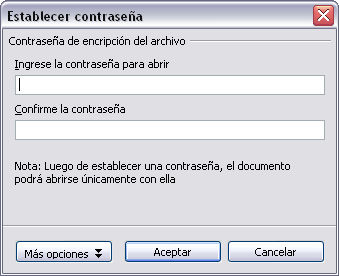 Establecer contraseña
Contraseña de encripción del archivo
Ingrese la contraseña para abrir
Confirme la contraseña
Nota: Luego de establecer una contraseña, el documento
podrá abrirse únicamente con ella
Más opciones Aceptar Cancelar